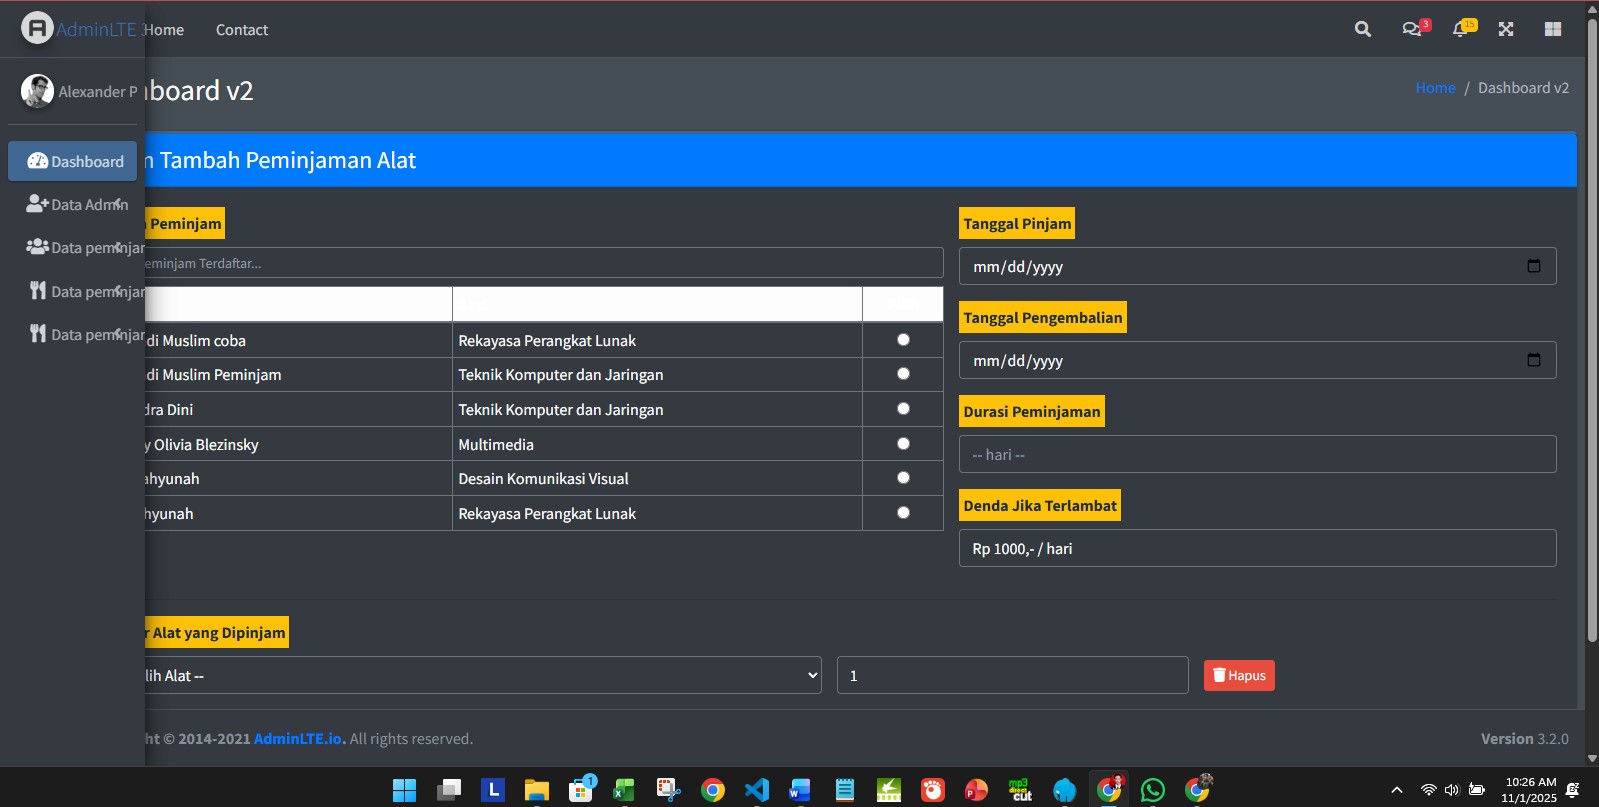 AdminLTE 3
Home
Contact
3
15
Alexander P
board v2
Home / Dashboard v2
Dashboard
Data Admin
Data peminjar
Data peminjar
Data peminjar
Tambah Peminjaman Alat
Peminjam
eminjam Terdaftar...
di Muslim coba
Rekayasa Perangkat Lunak
edi Muslim Peminjam
Teknik Komputer dan Jaringan
dra Dini
Teknik Komputer dan Jaringan
y Olivia Blezinsky
Multimedia
ahyunah
Desain Komunikasi Visual
hyunah
Rekayasa Perangkat Lunak
Tanggal Pinjam
mm/dd/yyyy
Tanggal Pengembalian
mm/dd/yyyy
Durasi Peminjaman
-- hari --
Denda Jika Terlambat
Rp 1000,- / hari
r Alat yang Dipinjam
lih Alat --
1
Hapus
ht © 2014-2021 AdminLTE.io. All rights reserved.
Version 3.2.0
L
1
mp3
direct
cut
10:26 AM
11/1/2025